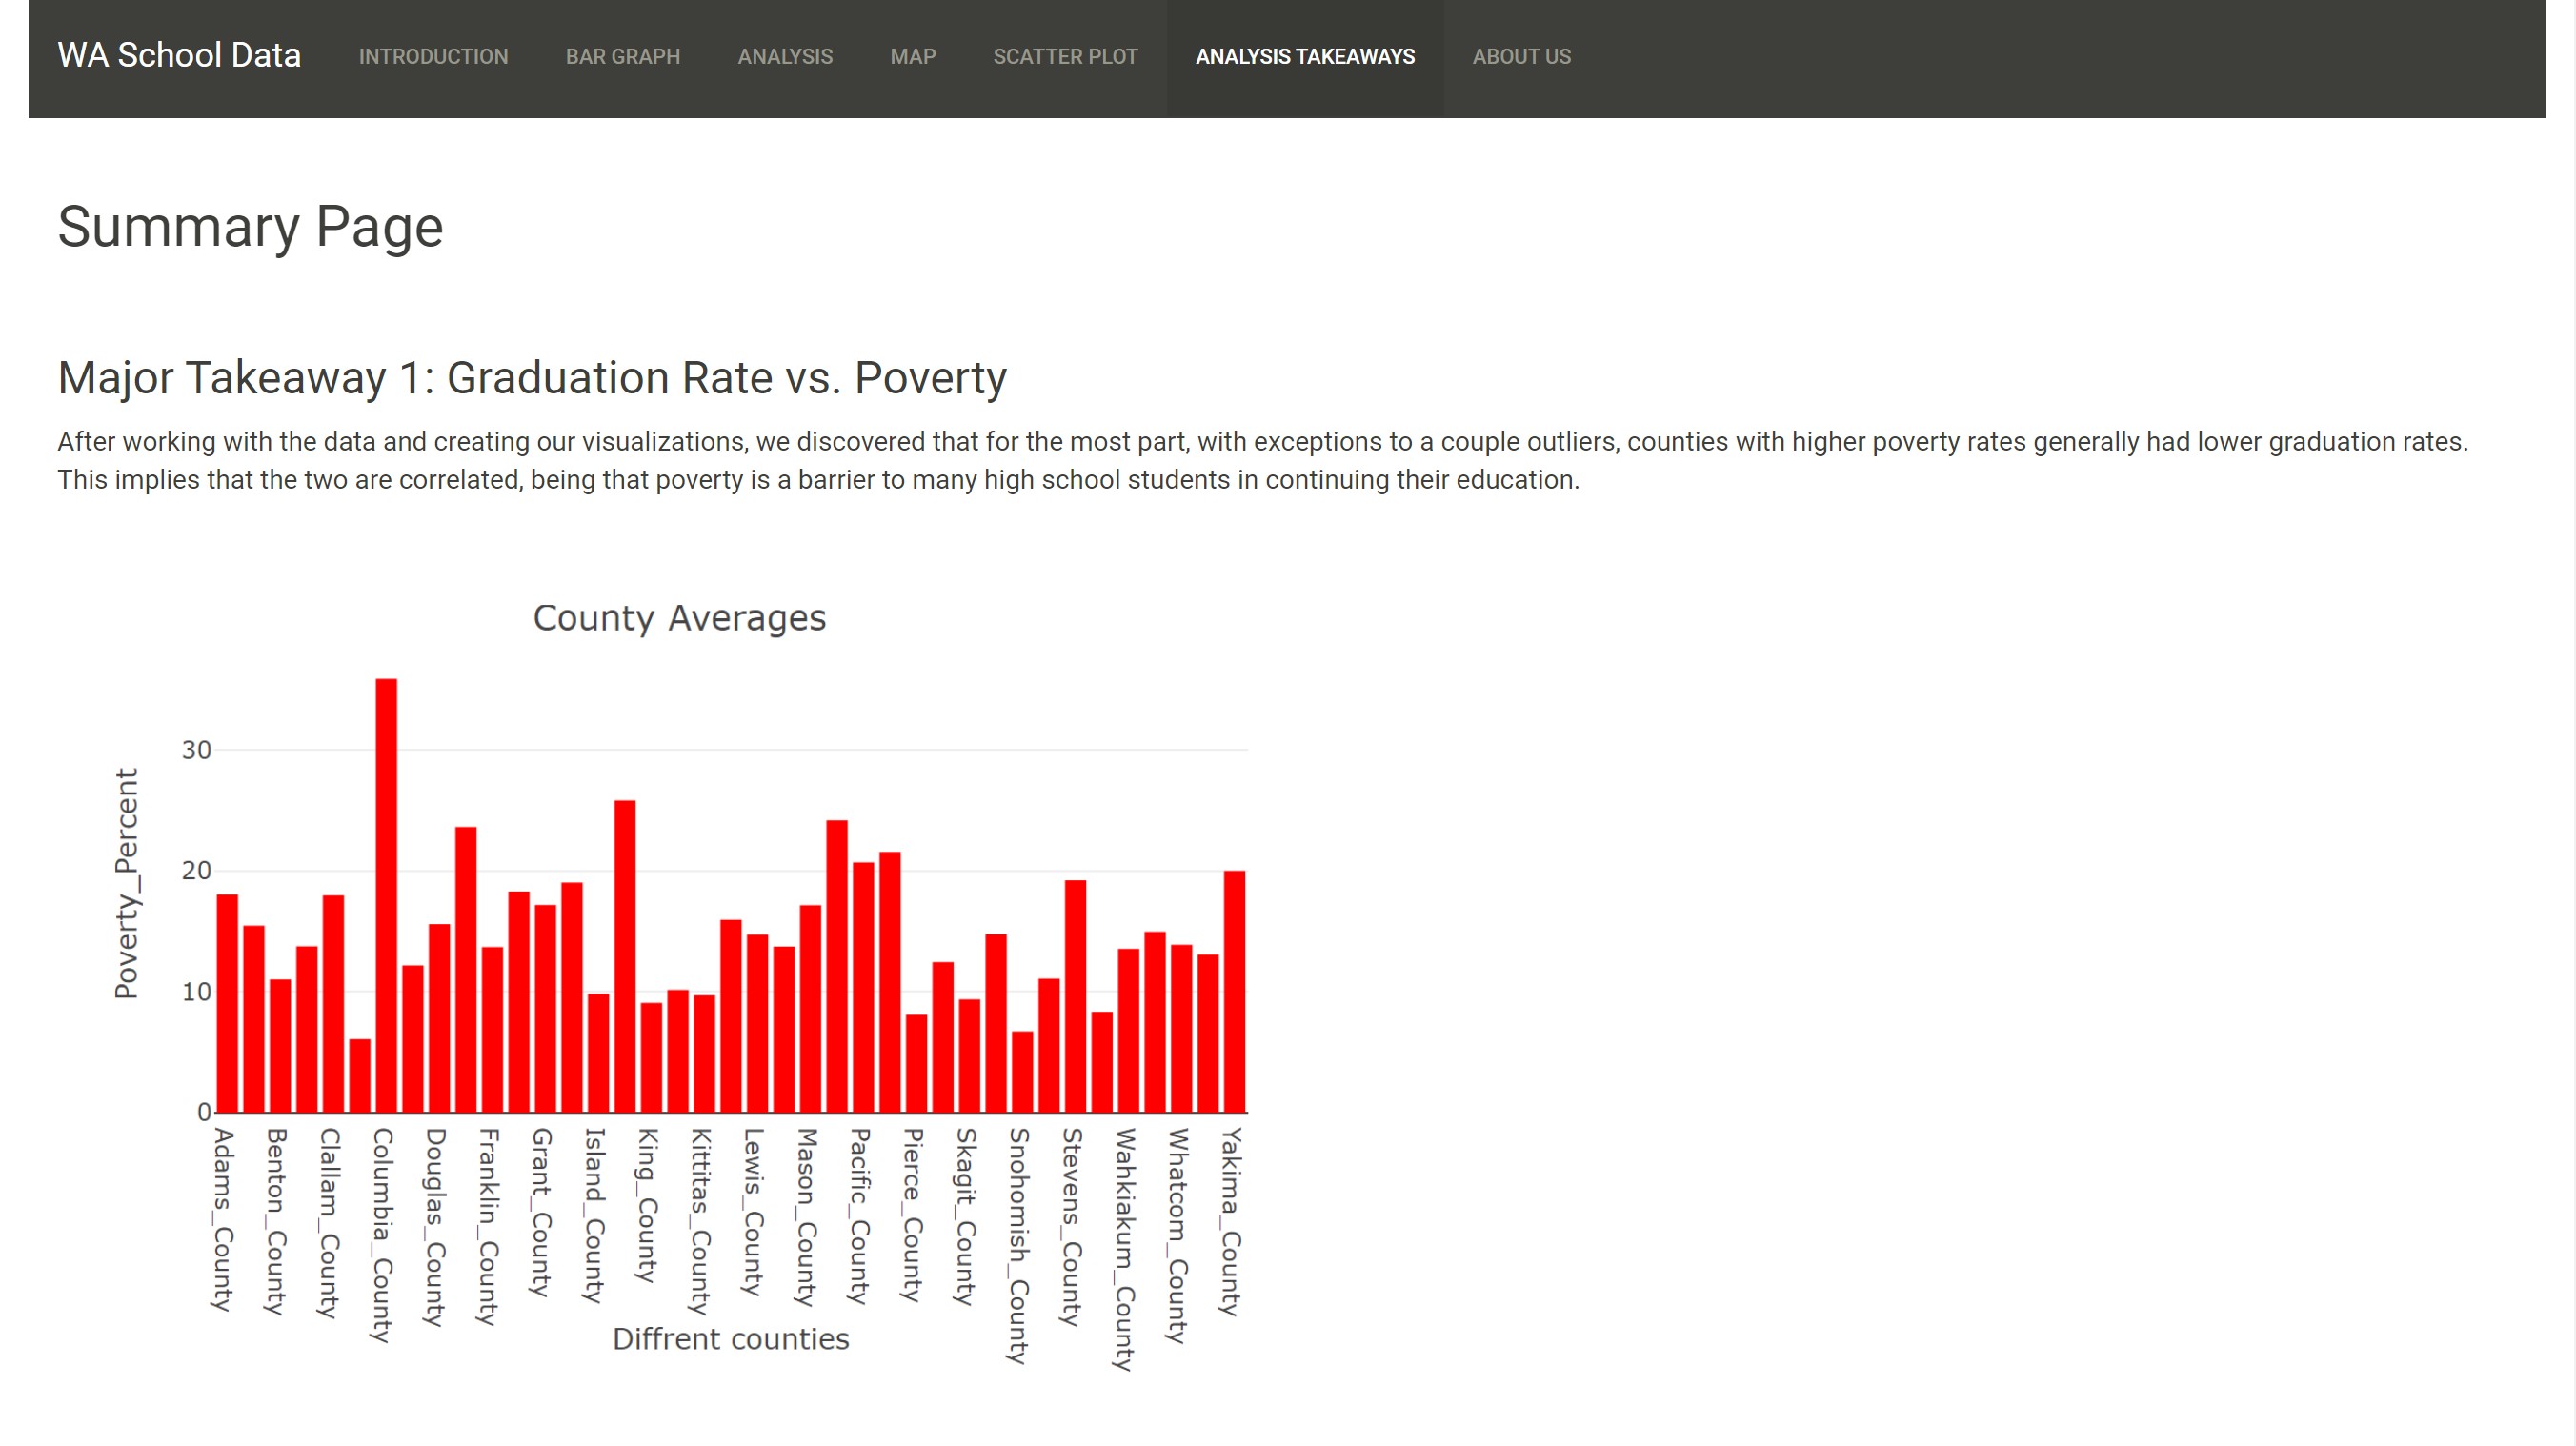 WA School Data INTRODUCTION BAR GRAPH ANALYSIS MAP SCATTER PLOT ANALYSIS TAKEAWAYS ABOUT US
Summary Page
Major Takeaway 1: Graduation Rate vs. Poverty
After working with the data and creating our visualizations, we discovered that for the most part, with exceptions to a couple outliers, counties with higher poverty rates generally had lower graduation rates.
This implies that the two are correlated, being that poverty is a barrier to many high school students in continuing their education.
County Averages
Poverty_Percent
30
20
10
0
Adams_County
Benton_County
Clallam_County
Columbia_County
Douglas_County
Franklin_County
Grant_County
Island_County
King_County
Kittitas_County
Lewis_County
Mason_County
Pacific_County
Pierce_County
Skagit_County
Snohomish_County
Stevens_County
Wahkiakum_County
Whatcom_County
Yakima_County
Diffrent counties